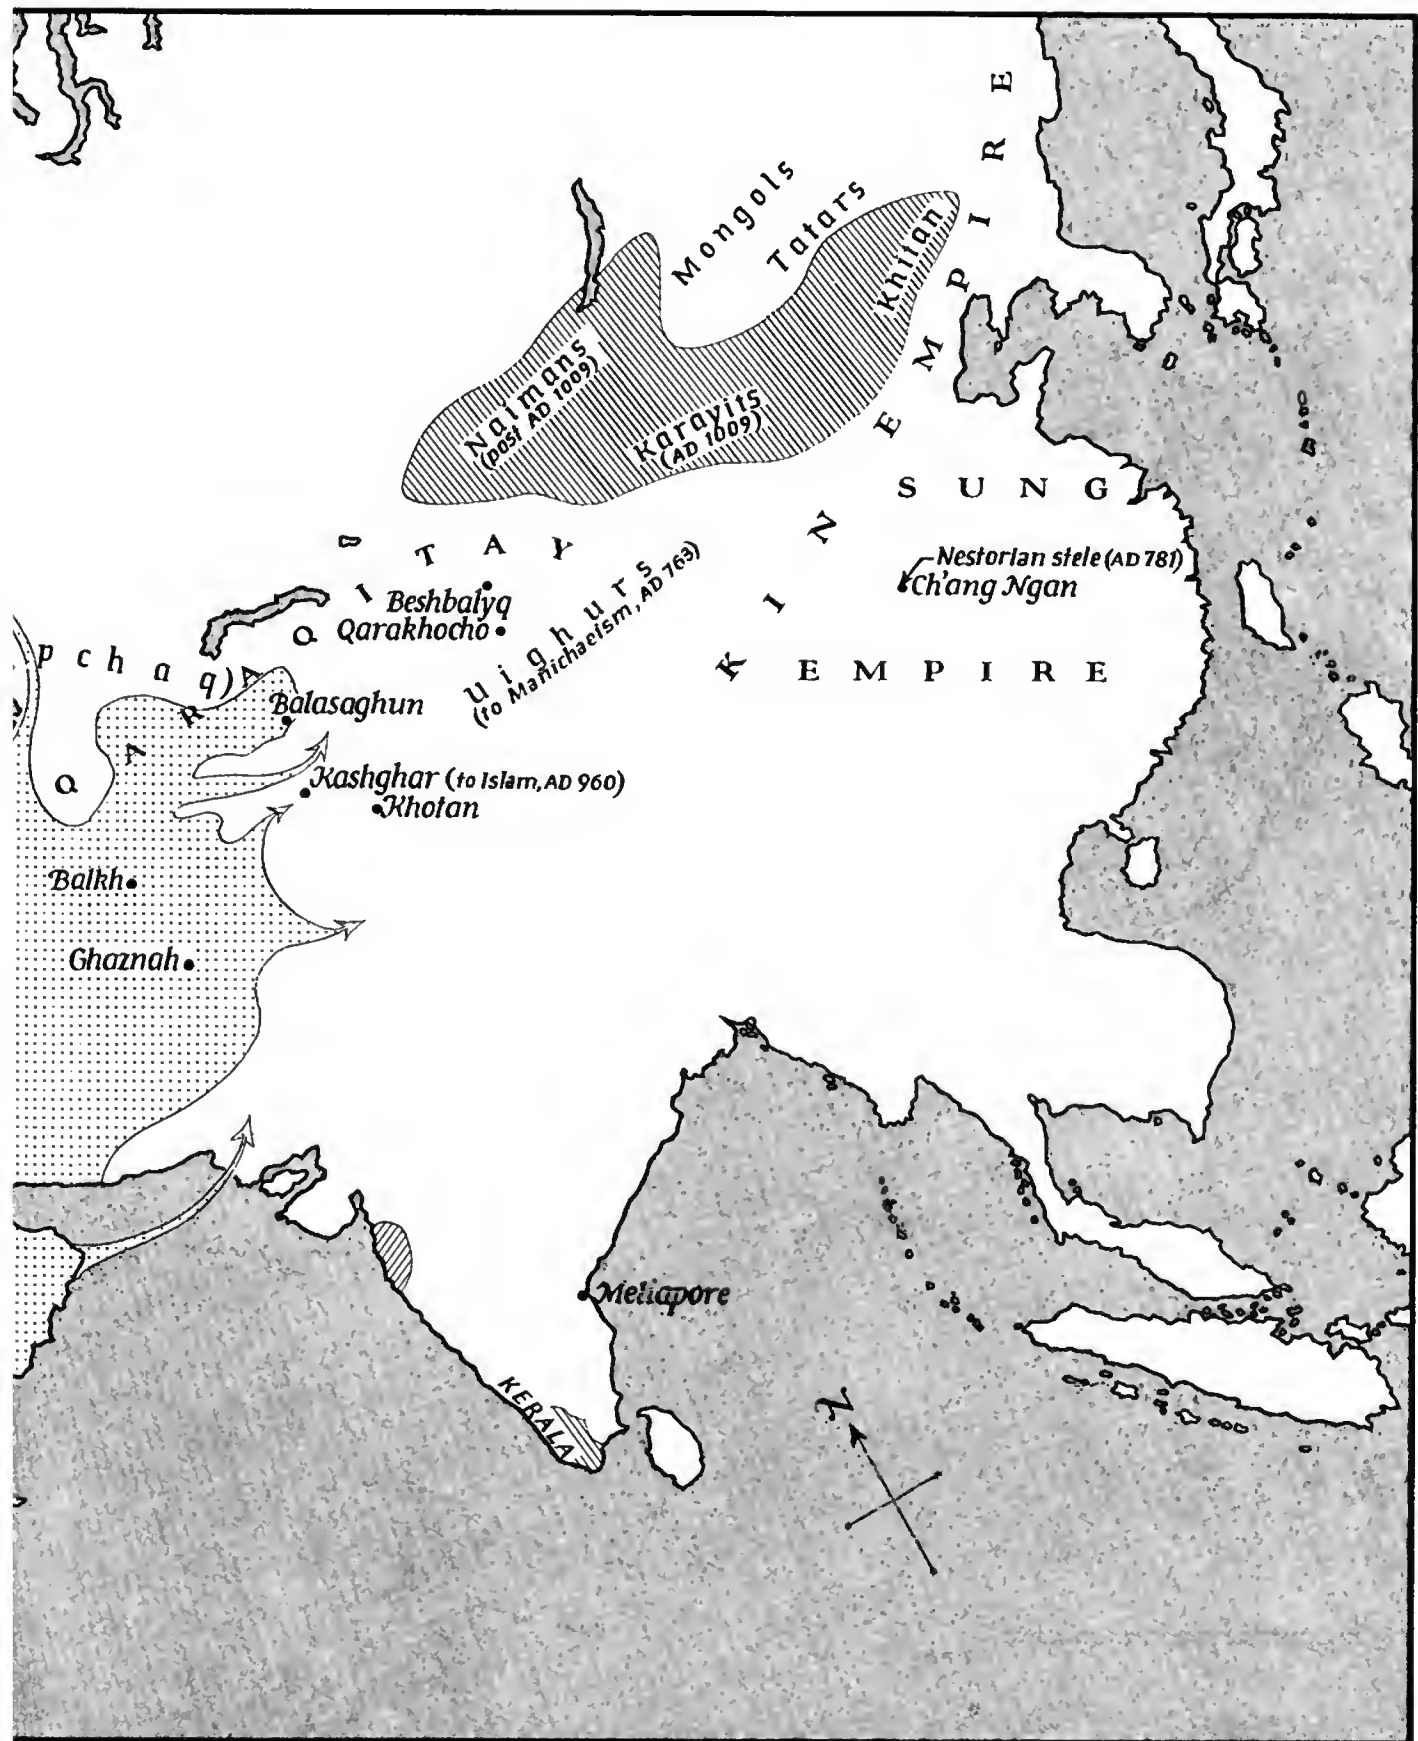 Mongols
Tatars
Khitan
Naimans
(post AD 1009)
Karayits
(AD 1009)
KIN EMPIRE
SUNG
EMPIRE
Nestorian stele (AD 781)
Ch'ang Ngan
QARA QITAY
Beshbalyq
Qarakhocho
Uighurs
(to Manichaeism, AD 763)
pchaq)
Balasaghun
Kashghar (to Islam, AD 960)
Khotan
Balkh
Ghaznah
Meliapore
KERALA
N